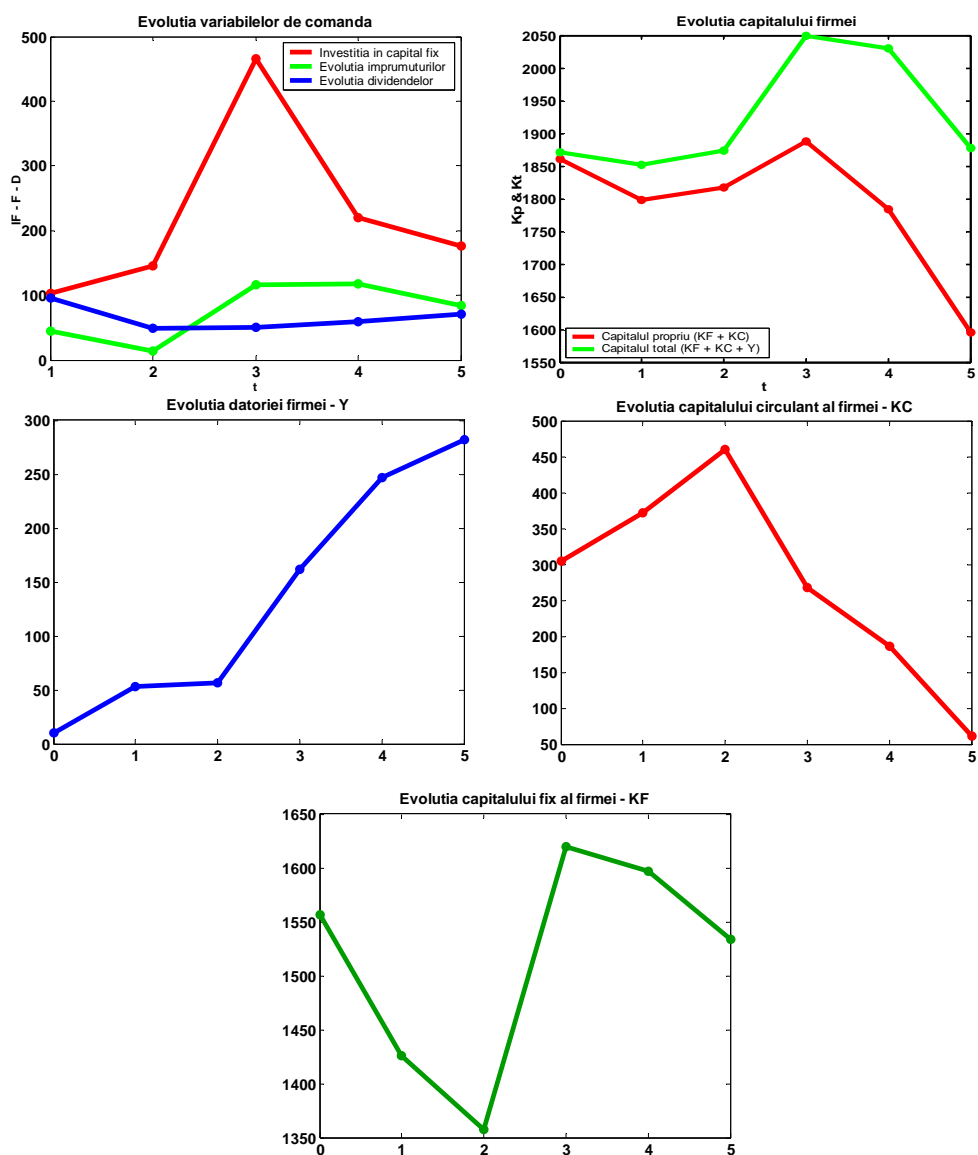 Evolutia variabilelor de comanda
500
400
300
200
100
0
IF - F - D
Investitia in capital fix
Evolutia imprumuturilor
Evolutia dividendelor
1 2 3 4 5
t
Evolutia capitalului firmei
2050
2000
1950
1900
1850
1800
1750
1700
1650
1600
1550
Kp & Kt
Capitalul propriu (KF + KC)
Capitalul total (KF + KC + Y)
0 1 2 3 4 5
t
Evolutia datoriei firmei - Y
300
250
200
150
100
50
0
0 1 2 3 4 5
Evolutia capitalului circulant al firmei - KC
500
450
400
350
300
250
200
150
100
50
0 1 2 3 4 5
Evolutia capitalului fix al firmei - KF
1650
1600
1550
1500
1450
1400
1350
0 1 2 3 4 5